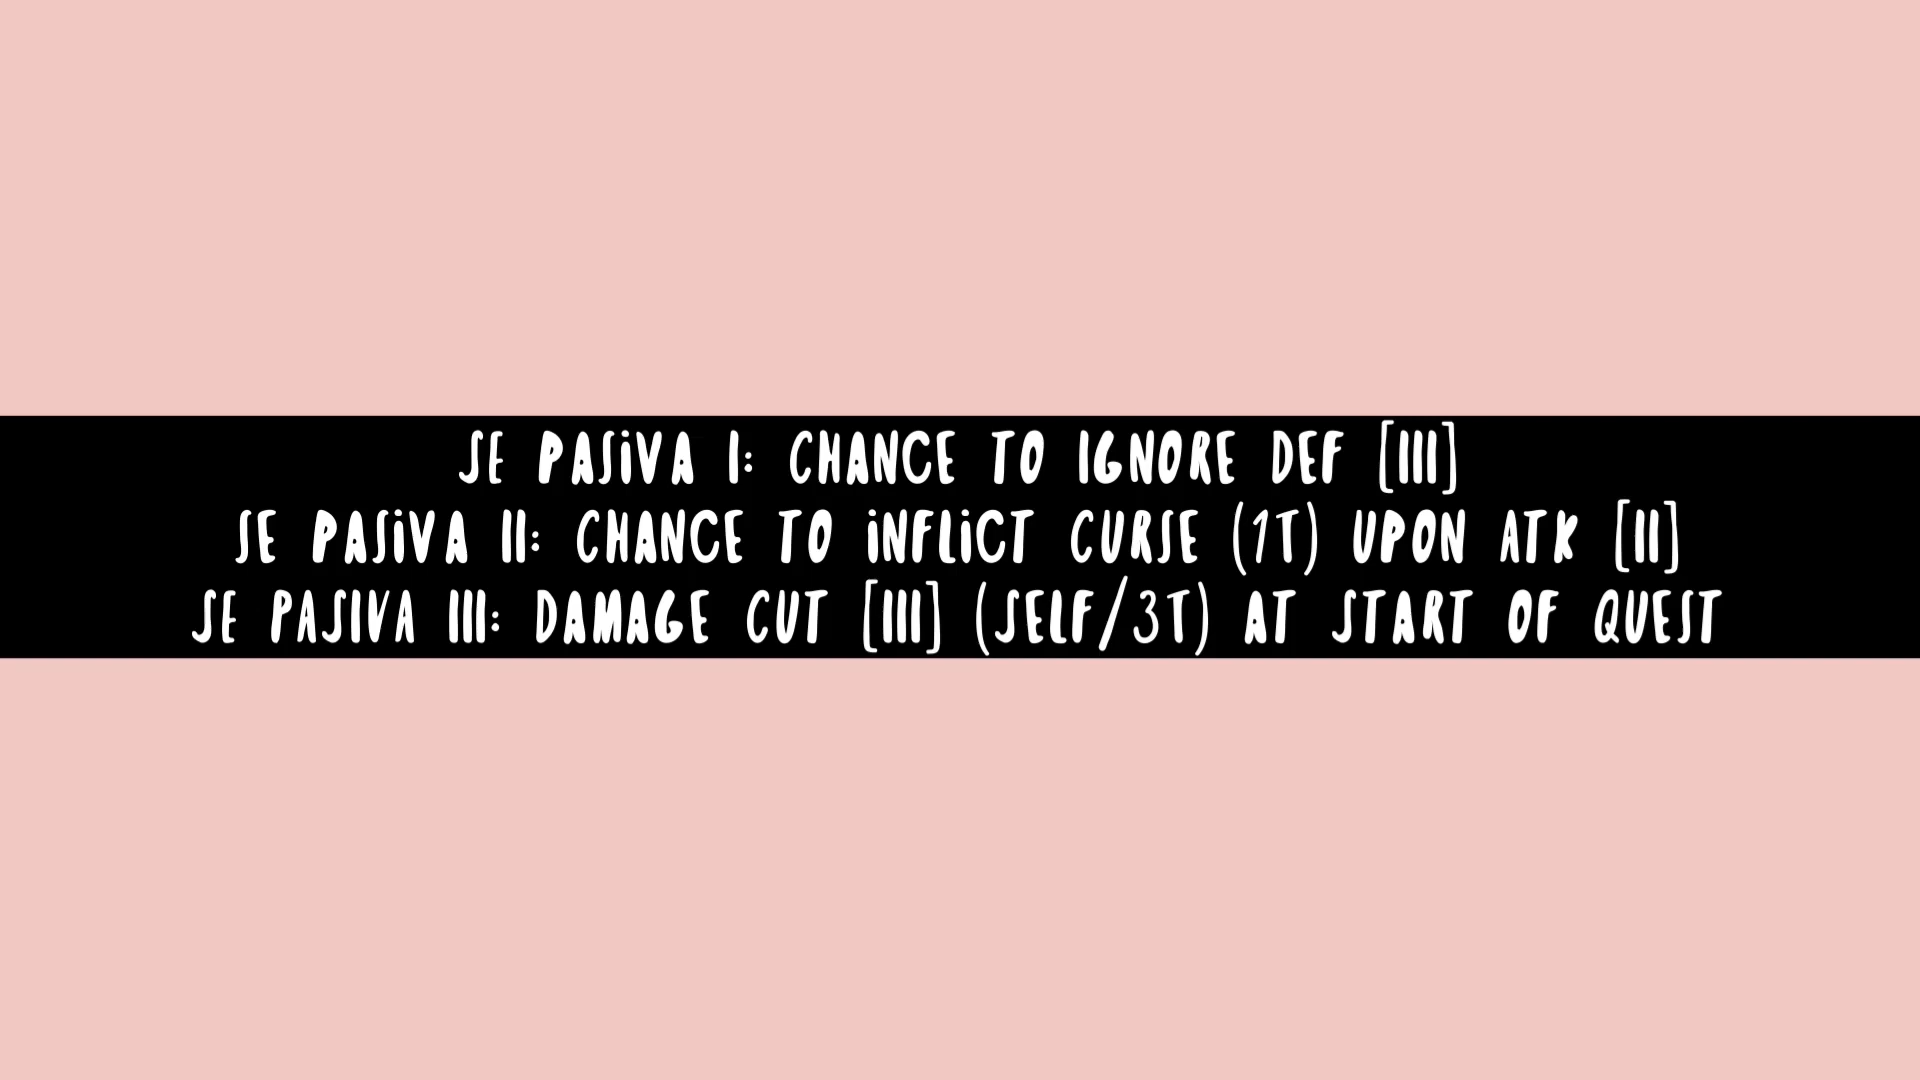 SE PASIVA I: CHANCE TO IGNORE DEF [III]
SE PASIVA II: CHANCE TO INFLICT CURSE (1T) UPON ATK [II]
SE PASIVA III: DAMAGE CUT [III] (SELF/3T) AT START OF QUEST